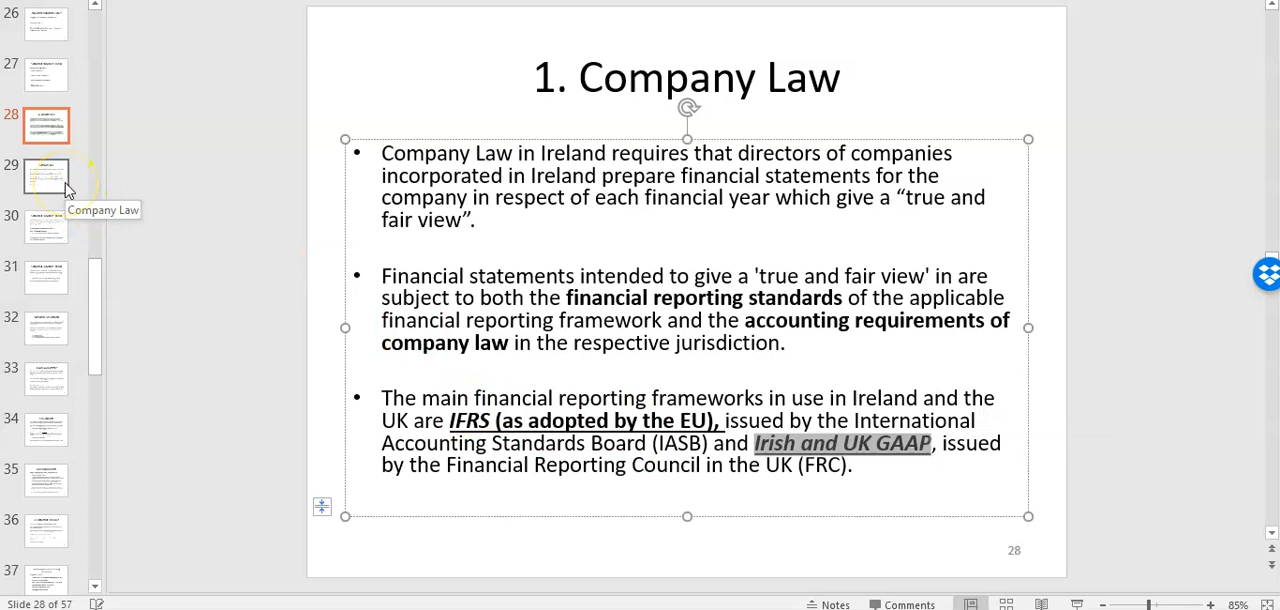 26
27
28
29
30
31
32
33
34
35
36
37
Company Law
1. Company Law
• Company Law in Ireland requires that directors of companies
incorporated in Ireland prepare financial statements for the
company in respect of each financial year which give a “true and
fair view”.
• Financial statements intended to give a 'true and fair view' in are
subject to both the financial reporting standards of the applicable
financial reporting framework and the accounting requirements of
company law in the respective jurisdiction.
• The main financial reporting frameworks in use in Ireland and the
UK are IFRS (as adopted by the EU), issued by the International
Accounting Standards Board (IASB) and Irish and UK GAAP, issued
by the Financial Reporting Council in the UK (FRC).
28
Slide 28 of 57
Notes
Comments
85%